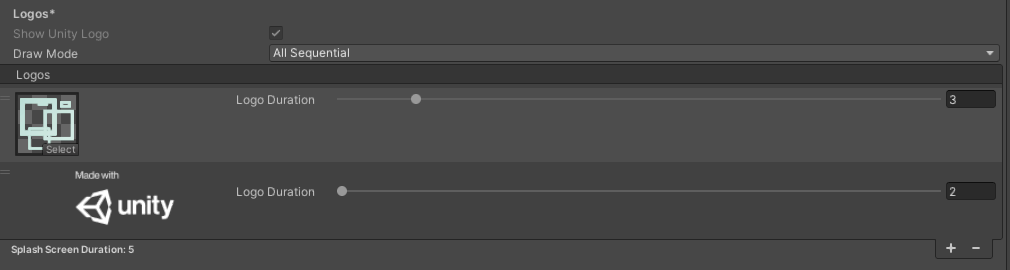 Logos*
Show Unity Logo
Draw Mode All Sequential
Logos
Logo Duration 3
Select
Made with
unity
Logo Duration 2
Splash Screen Duration: 5
+ -